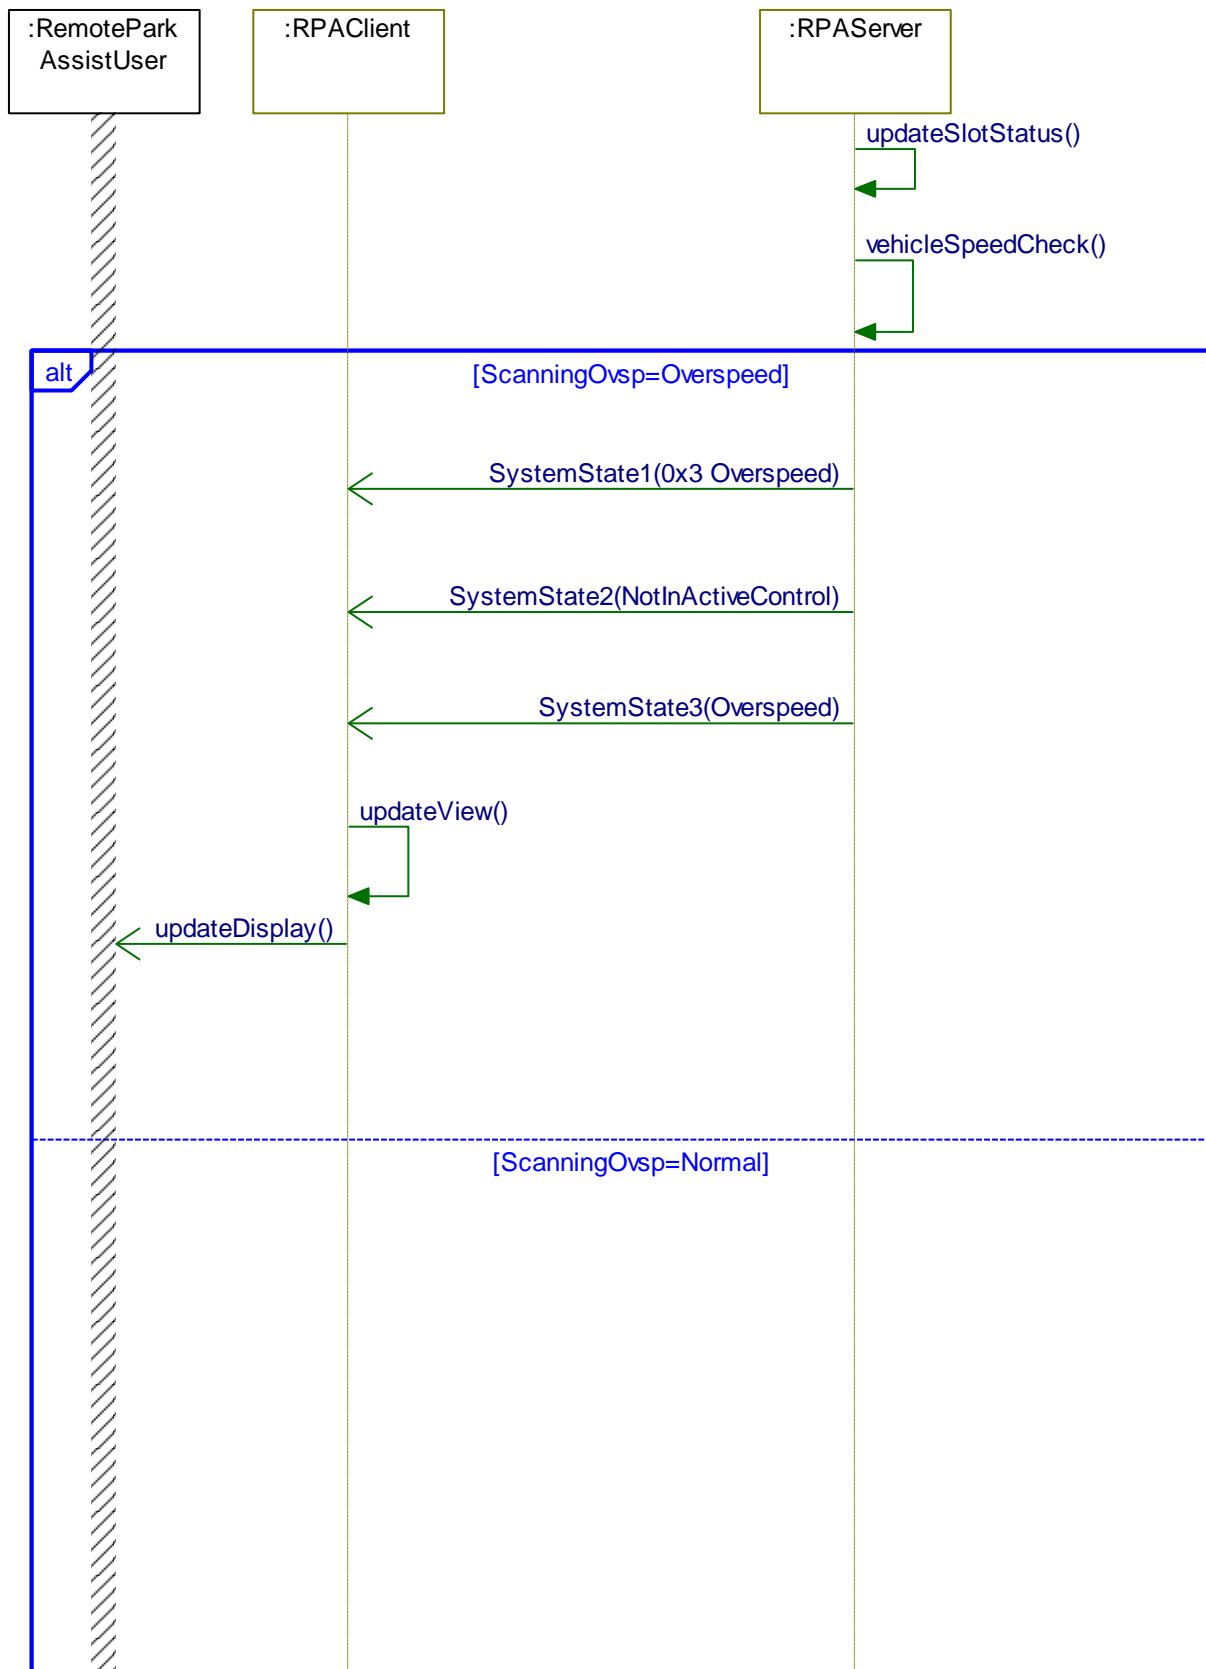 :RemotePark
AssistUser
:RPAClient
:RPAServer
updateSlotStatus()
vehicleSpeedCheck()
alt
[ScanningOvsp=Overspeed]
SystemState1(0x3 Overspeed)
SystemState2(NotInActiveControl)
SystemState3(Overspeed)
updateView()
updateDisplay()
[ScanningOvsp=Normal]